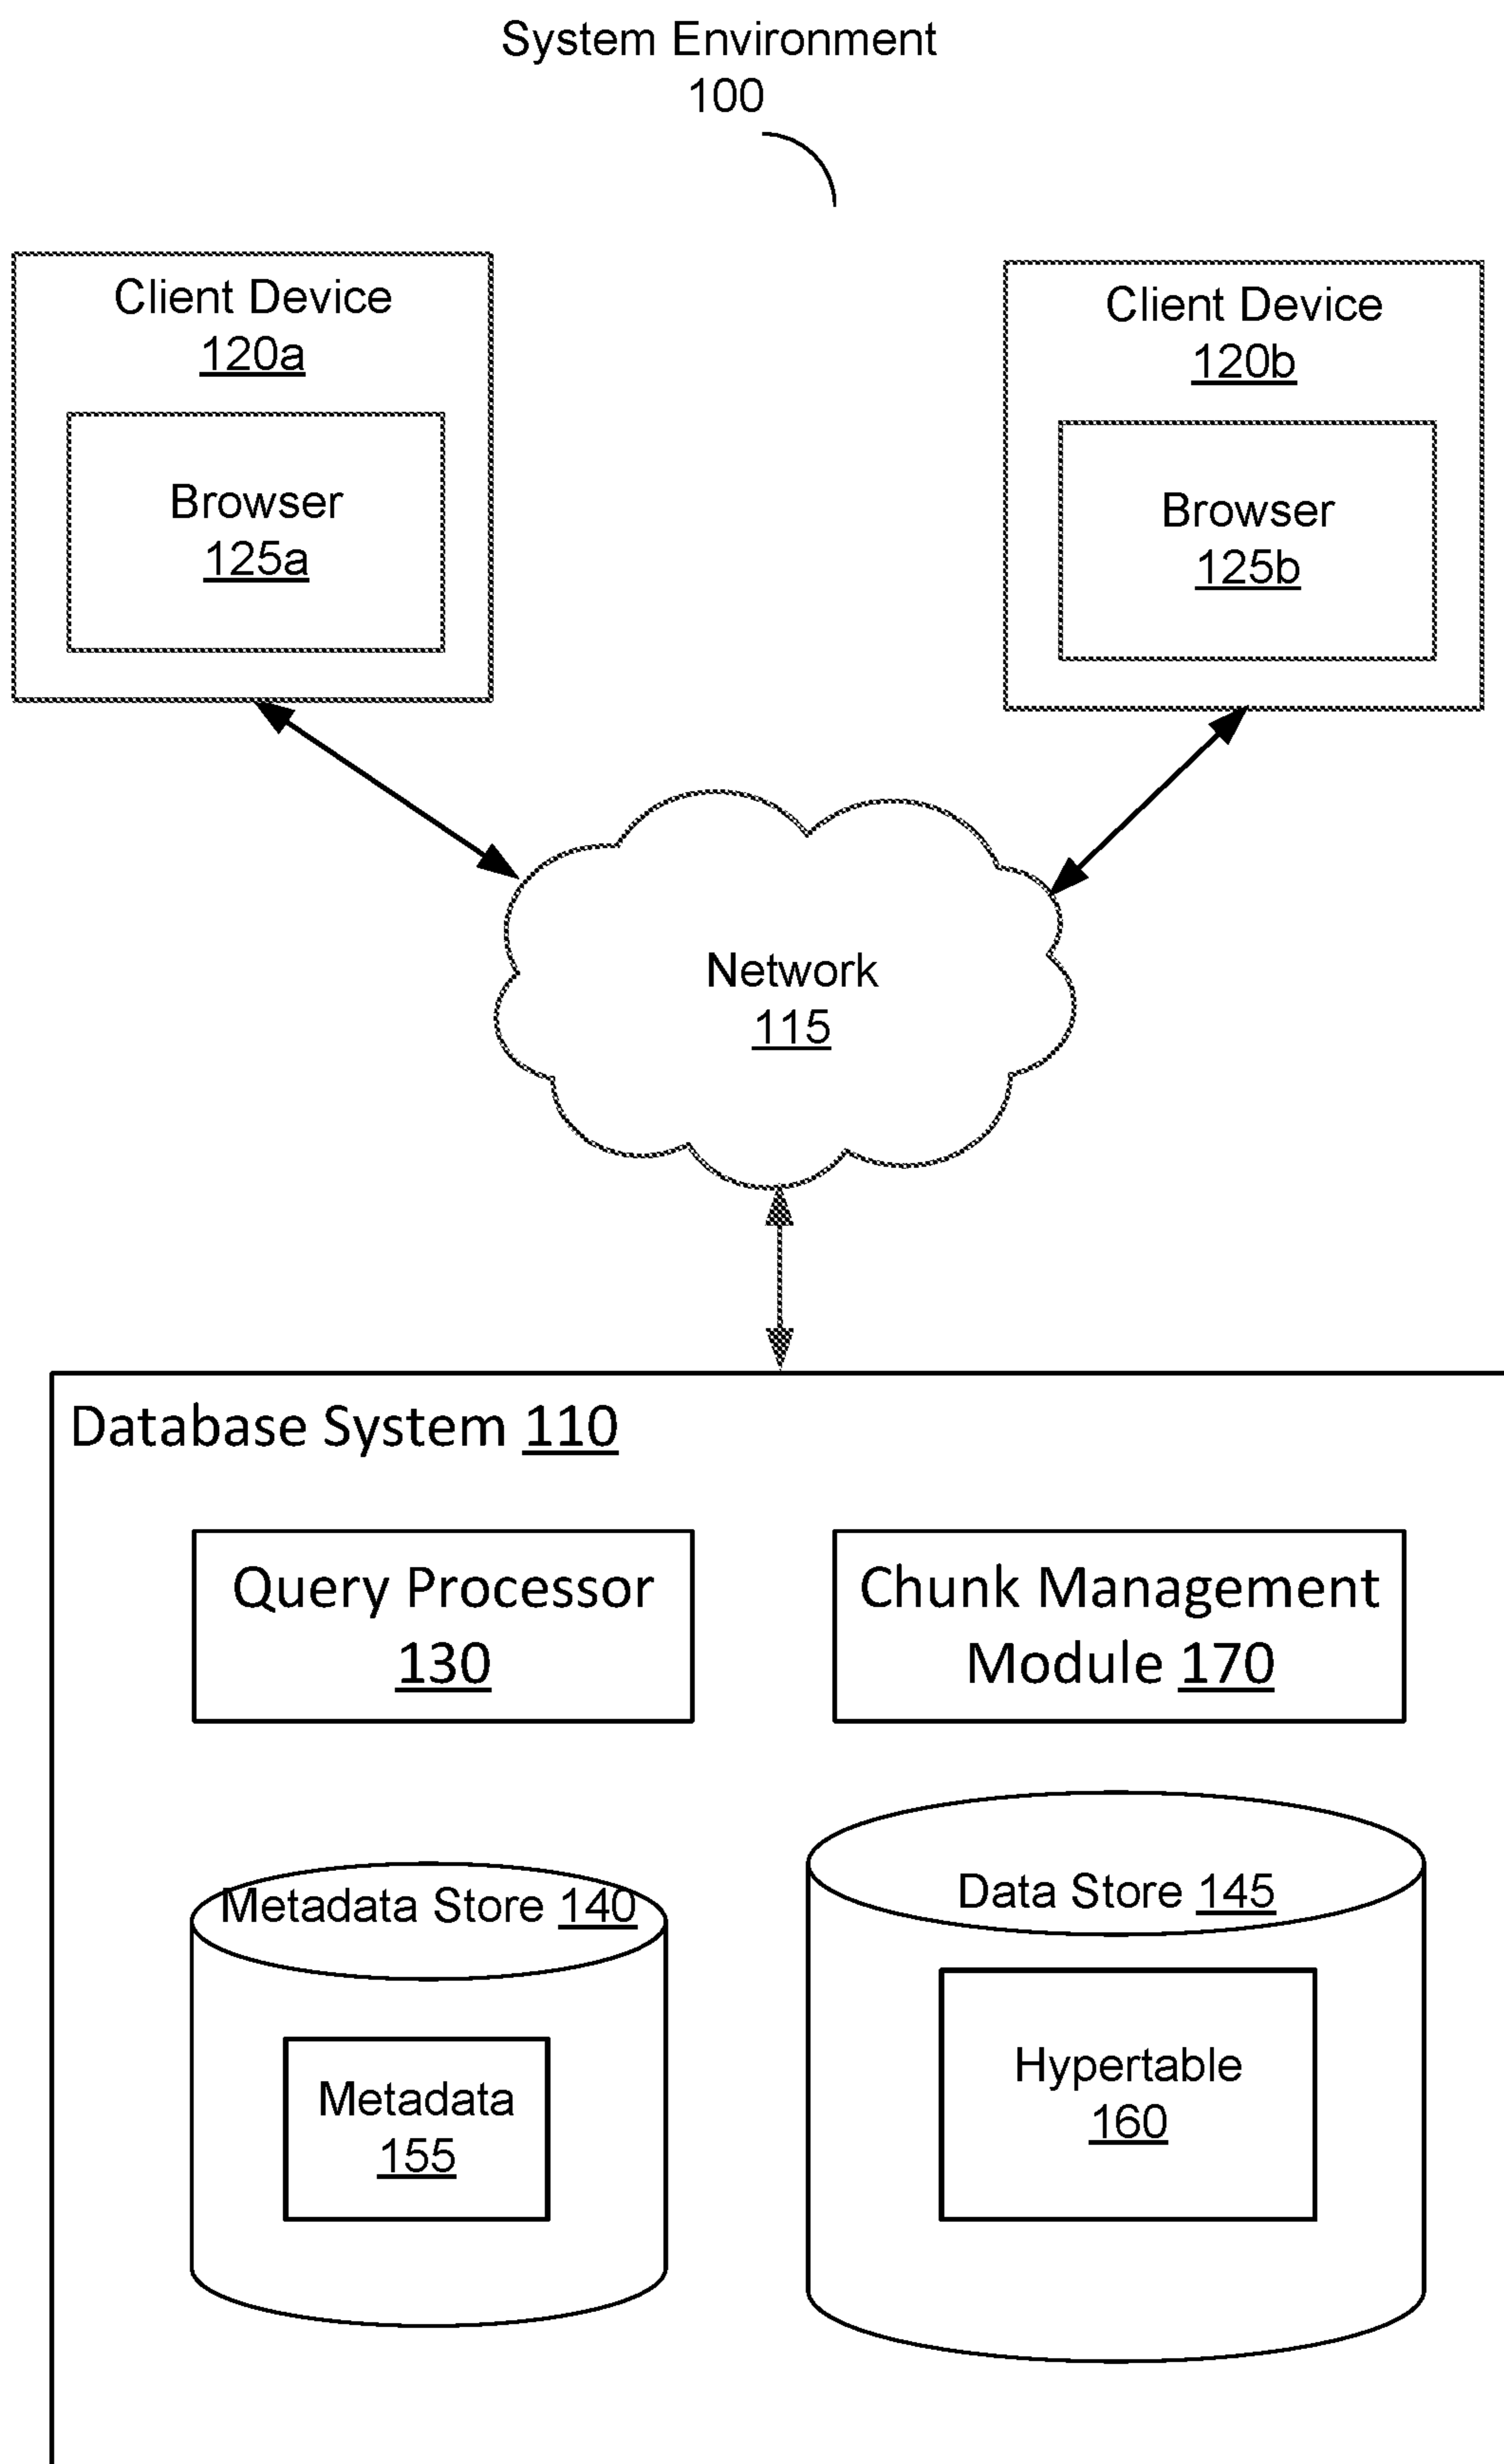 System Environment
100
Client Device
120a
Browser
125a
Client Device
120b
Browser
125b
Network
115
Database System 110
Query Processor
130
Chunk Management
Module 170
Metadata Store 140
Metadata
155
Data Store 145
Hypertable
160